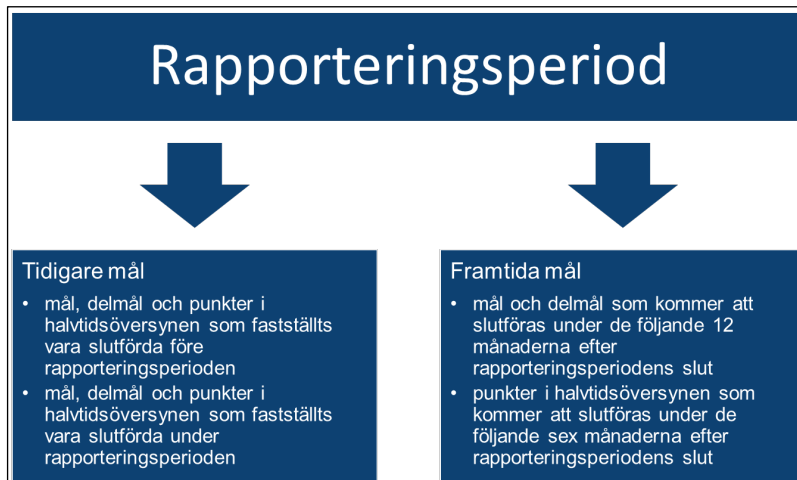 Rapporteringsperiod
Tidigare mål
• mål, delmål och punkter i
halvtidsöversynen som fastställts
vara slutförda före
rapporteringsperioden
• mål, delmål och punkter i
halvtidsöversynen som fastställts
vara slutförda under
rapporteringsperioden
Framtida mål
• mål och delmål som kommer att
slutföras under de följande 12
månaderna efter
rapporteringsperiodens slut
• punkter i halvtidsöversynen som
kommer att slutföras under de
följande sex månaderna efter
rapporteringsperiodens slut